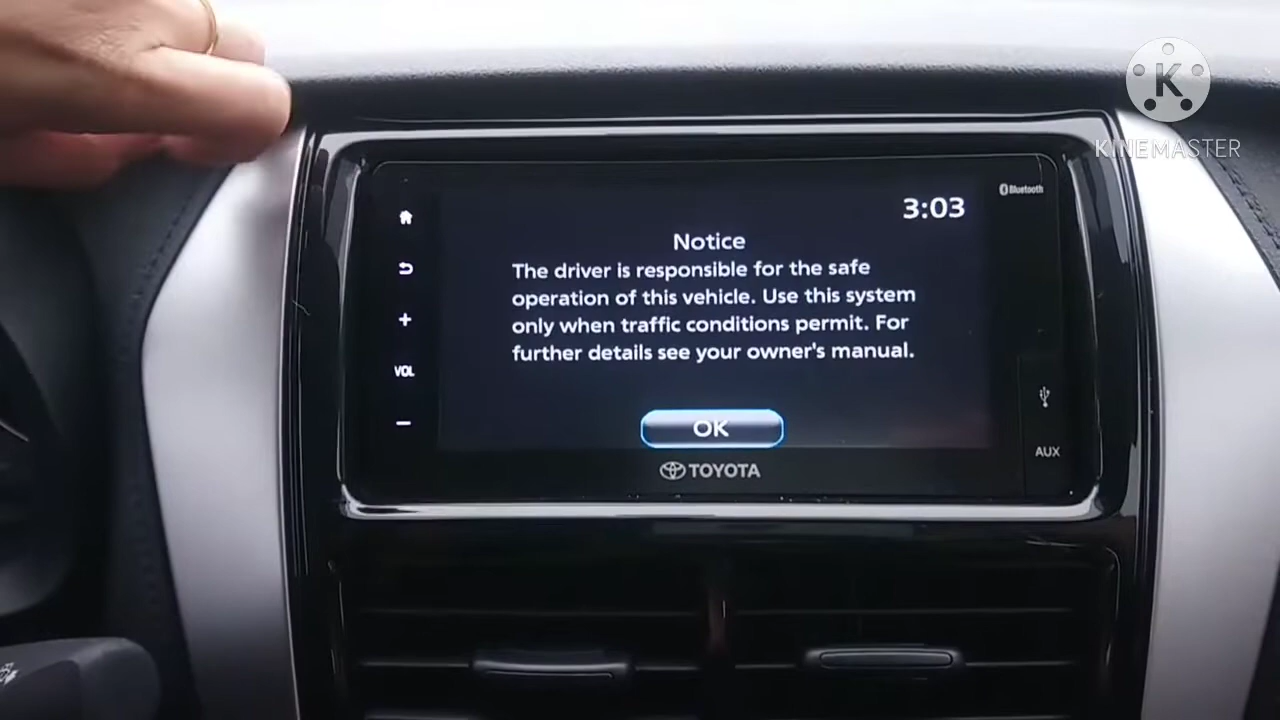 K
KINEMASTER
Bluetooth
3:03
Notice
The driver is responsible for the safe
operation of this vehicle. Use this system
only when traffic conditions permit. For
further details see your owner's manual.
VOL
OK
AUX
TOYOTA